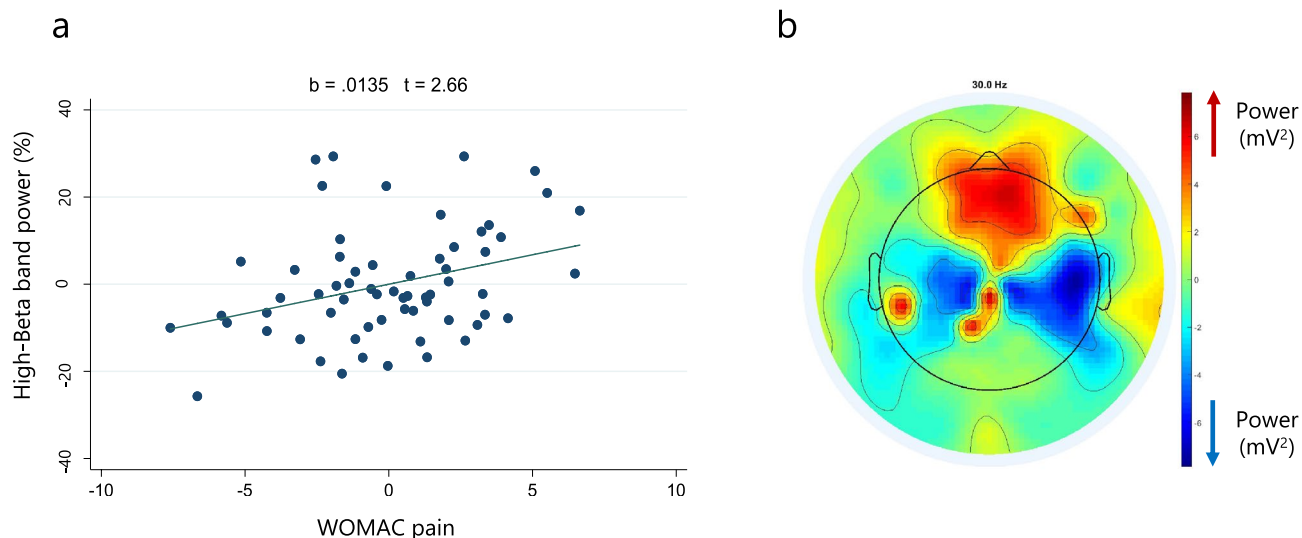 a
b = .0135   t = 2.66
High-Beta band power (%)
40
20
0
-20
-40
-10
-5
0
5
10
WOMAC pain
b
30.0 Hz
6
4
2
0
-2
-4
-6
Power
(mV²)
Power
(mV²)